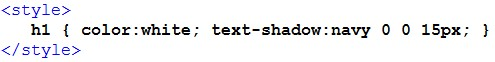 <style>
h1 { color:white; text-shadow:navy 0 0 15px; }
</style>